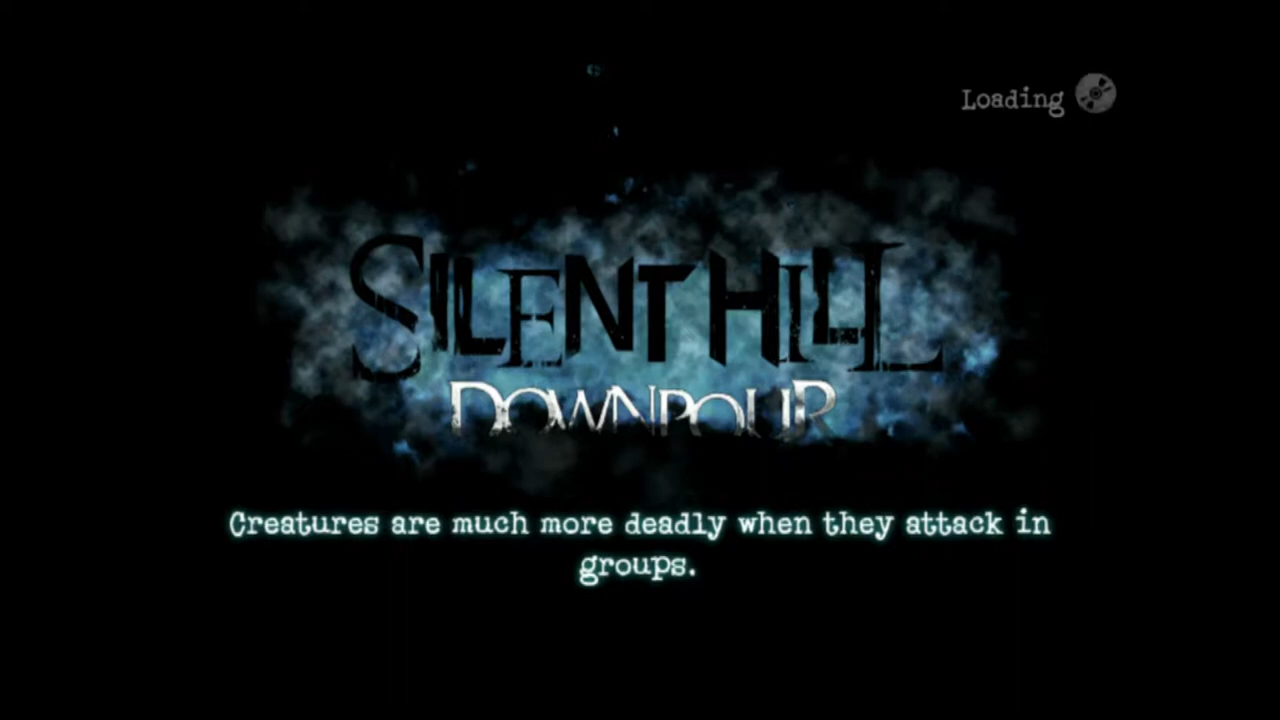 Loading
SILENT HILL
DOWNPOUR
Creatures are much more deadly when they attack in
groups.